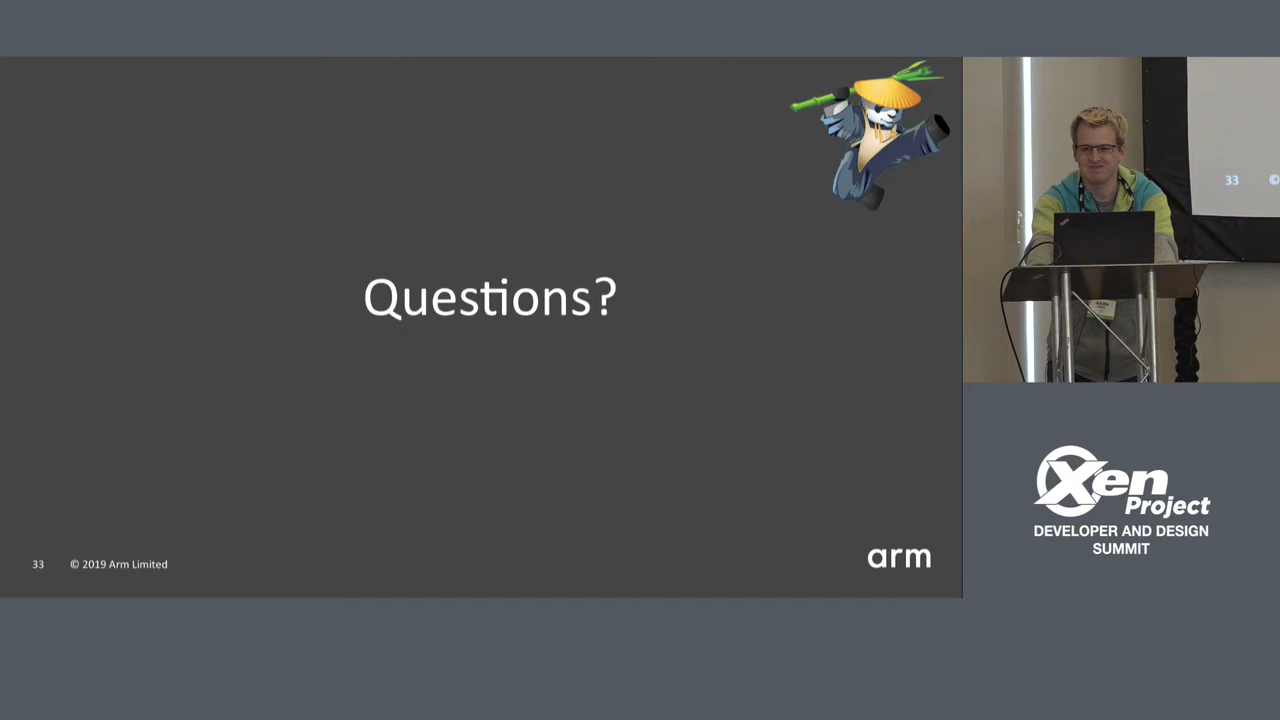 Questions?
33 © 2019 Arm Limited
arm
33 ©
Xen
Project
DEVELOPER AND DESIGN
SUMMIT